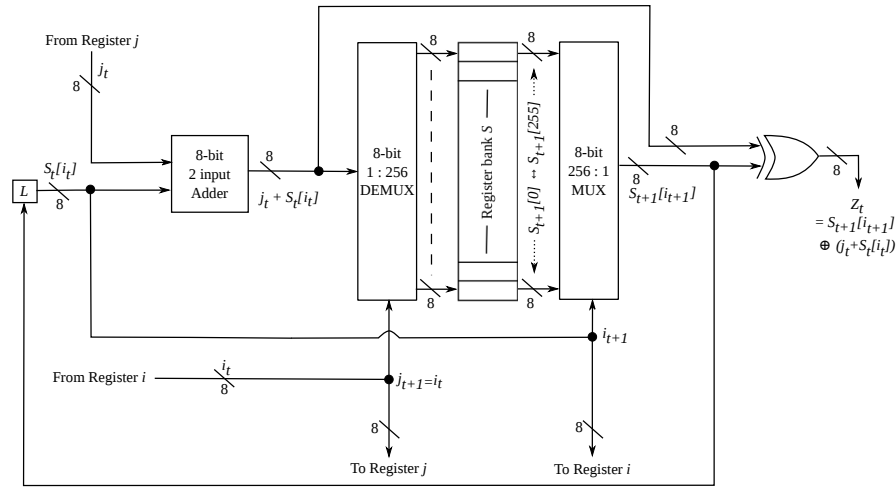 From Register j
j_t
8
S_t[i_t]
L
8
8-bit
2 input
Adder
8
j_t + S_t[i_t]
8-bit
1 : 256
DEMUX
8
8
Register bank S
8
8
S_{t+1}[0] ↔ S_{t+1}[255]
8-bit
256 : 1
MUX
8
S_{t+1}[i_{t+1}]
8
8
Z_t
= S_{t+1}[i_{t+1}]
⊕ (j_t+S_t[i_t])
i_{t+1}
From Register i
i_t
8
j_{t+1}=i_t
8
8
To Register j
To Register i